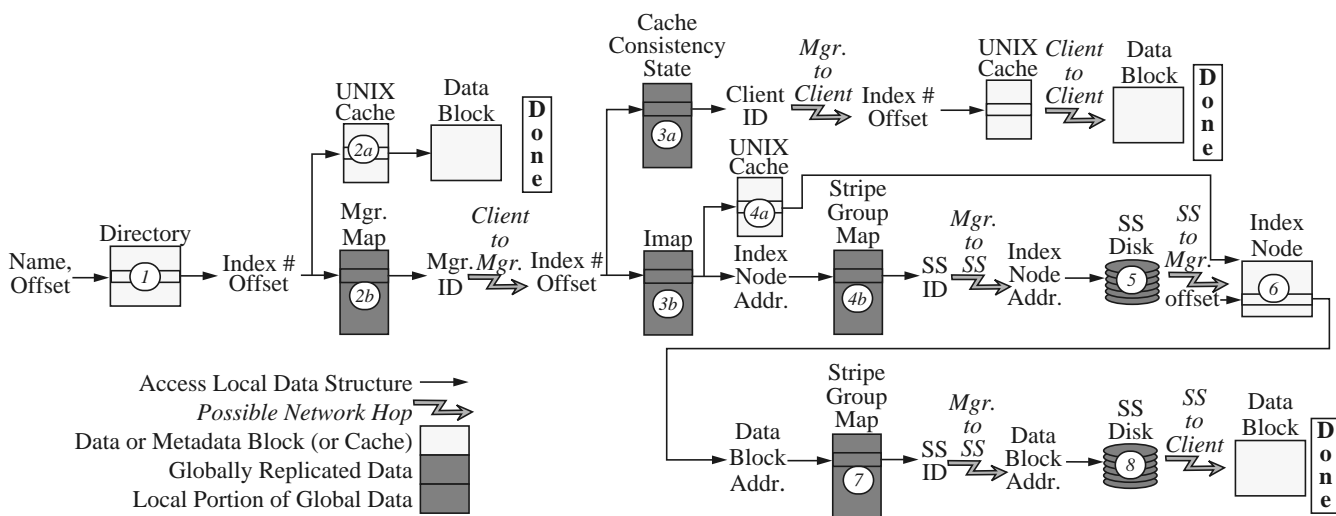 Cache
Consistency
State
Mgr.
to
Client
UNIX
Cache
Client
to
Client
Data
Block
D
o
n
e
UNIX
Cache
Data
Block
D
o
n
e
3a
Client
ID
Index #
Offset
2a
UNIX
Cache
4a
Mgr.
Map
Client
to
Mgr.
Stripe
Group
Map
Mgr.
to
SS
SS
Disk
SS
to
Mgr.
Index
Node
Directory
Imap
Name,
Offset
1
Index #
Offset
2b
Mgr.
ID
Index #
Offset
3b
Index
Node
Addr.
4b
SS
ID
Index
Node
Addr.
5
offset
6
Access Local Data Structure
Possible Network Hop
Data or Metadata Block (or Cache)
Globally Replicated Data
Local Portion of Global Data
Stripe
Group
Map
Mgr.
to
SS
SS
Disk
SS
to
Client
Data
Block
D
o
n
e
Data
Block
Addr.
7
SS
ID
Data
Block
Addr.
8